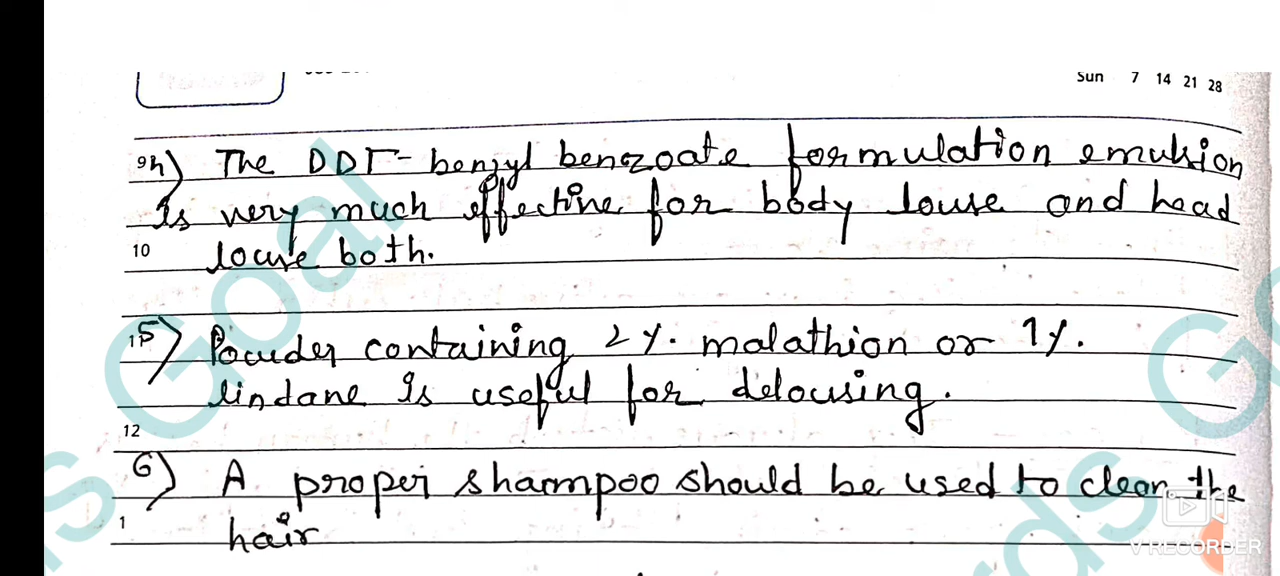 Sun 7 14 21 28
9 4) The DDT-benzyl benzoate formulation emulsion
is very much effective for body louse and head
10 louse both.
5) Powder containing 2%. malathion or 1%.
lindane is useful for delousing.
12
6) A proper shampoo should be used to clean the
1 hair
V RECORDER
Goal